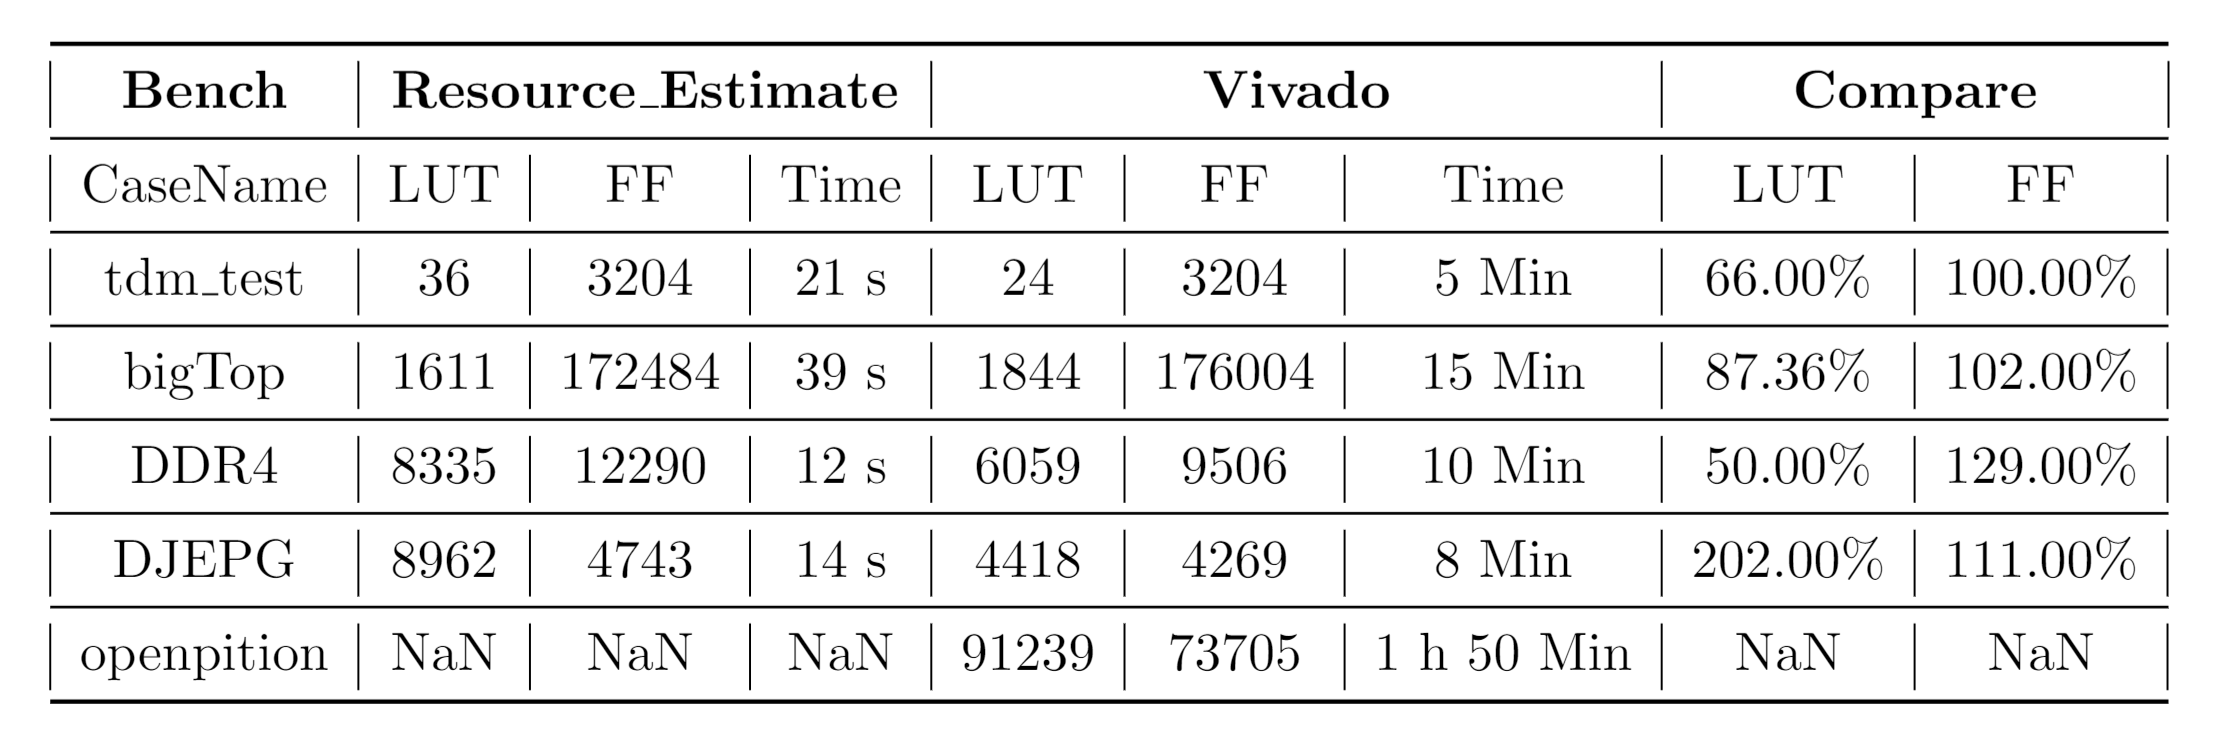 Bench Resource_Estimate Vivado Compare
CaseName LUT FF Time LUT FF Time LUT FF
tdm_test 36 3204 21 s 24 3204 5 Min 66.00% 100.00%
bigTop 1611 172484 39 s 1844 176004 15 Min 87.36% 102.00%
DDR4 8335 12290 12 s 6059 9506 10 Min 50.00% 129.00%
DJEPG 8962 4743 14 s 4418 4269 8 Min 202.00% 111.00%
openpition NaN NaN NaN 91239 73705 1 h 50 Min NaN NaN